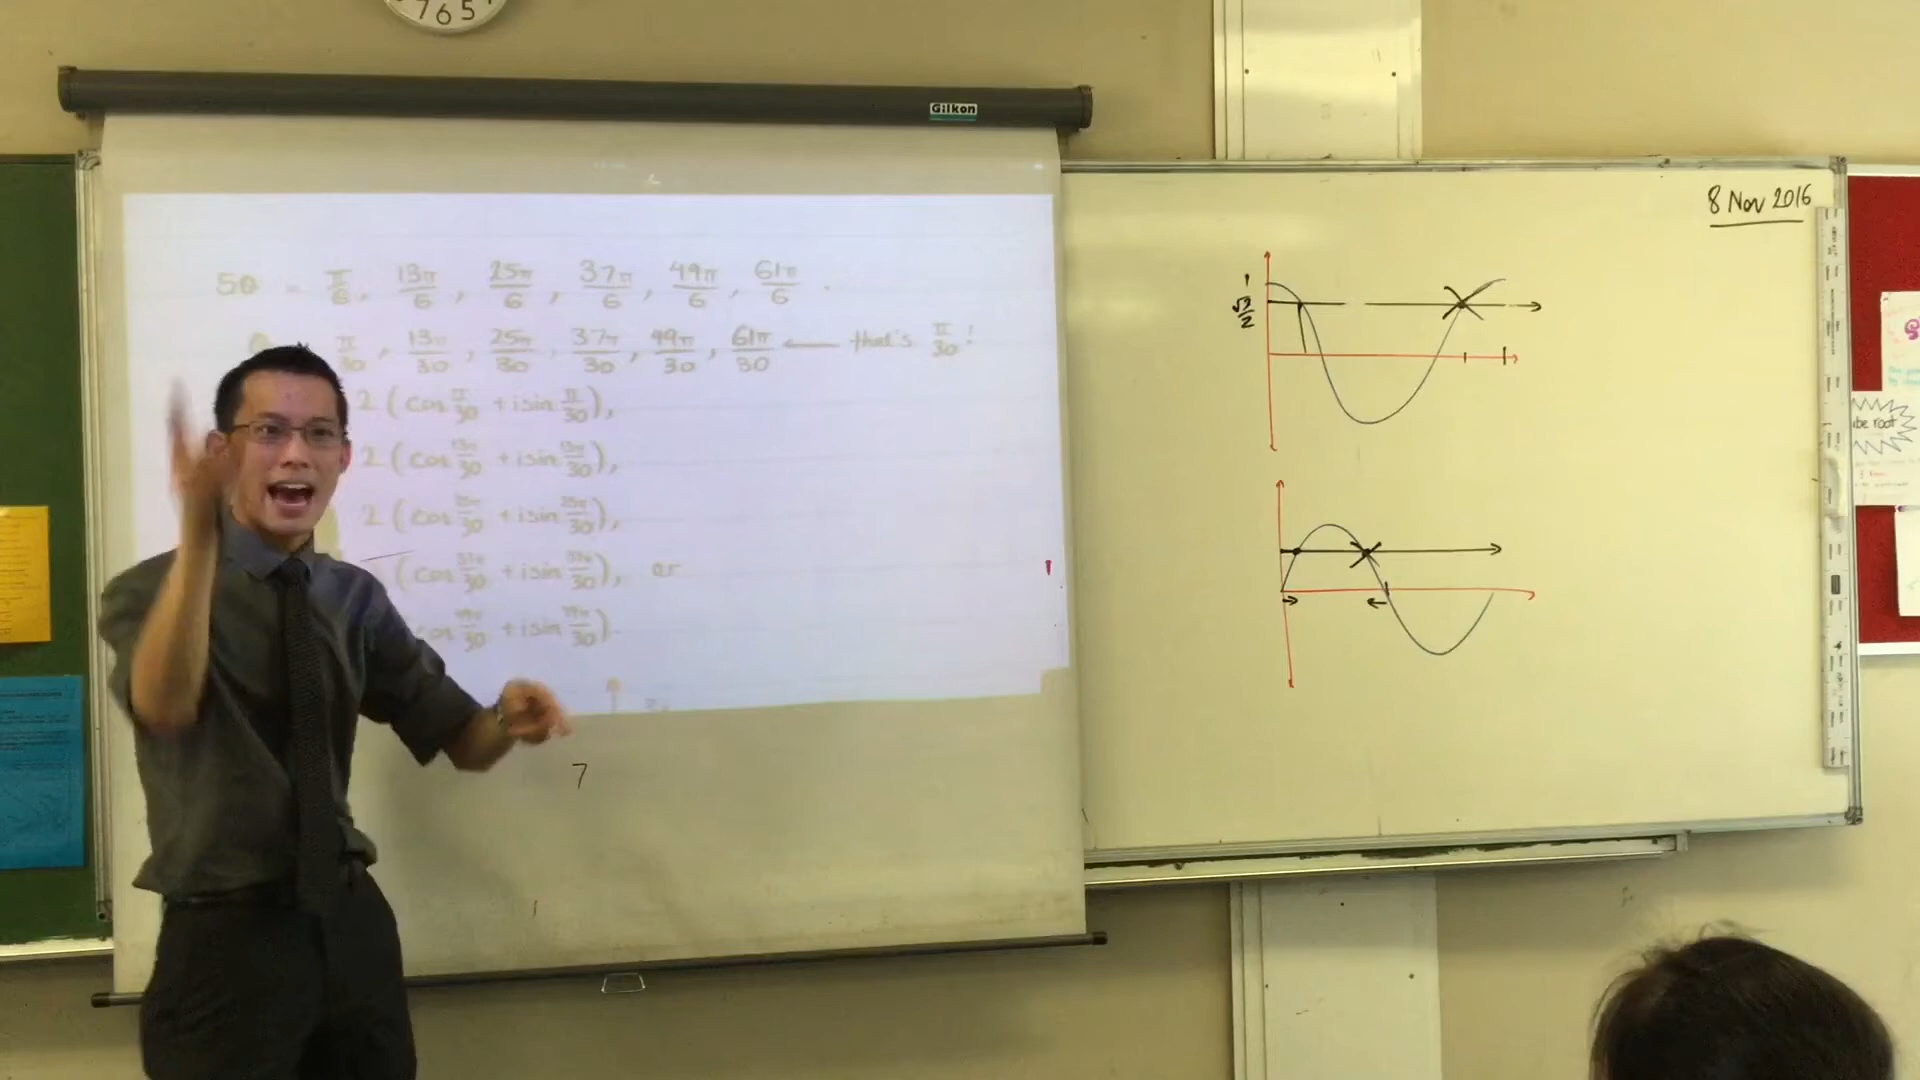 765
Gilkon
5θ = π/6, 13π/6, 25π/6, 37π/6, 49π/6, 61π/6.
π/30, 13π/30, 25π/30, 37π/30, 49π/30, 61π/30 ← that's π/30!
2 (cos π/30 + i sin π/30),
2 (cos 13π/30 + i sin 13π/30),
2 (cos 25π/30 + i sin 25π/30),
(cos 37π/30 + i sin 37π/30), or
cos 49π/30 + i sin 49π/30).
7
8 Nov 2016
1
√3/2
ube root